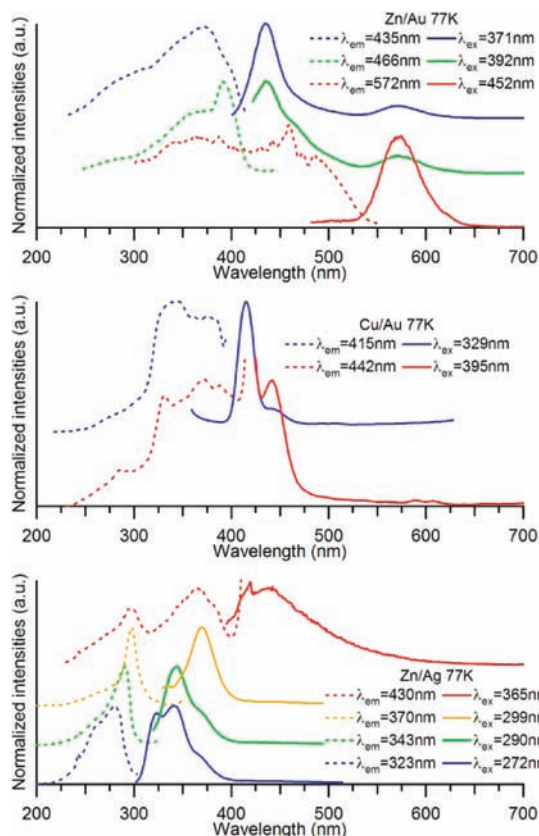 Zn/Au 77K
λem=435nm λex=371nm
λem=466nm λex=392nm
λem=572nm λex=452nm
Normalized intensities (a.u.)
200 300 400 500 600 700
Wavelength (nm)
Cu/Au 77K
λem=415nm λex=329nm
λem=442nm λex=395nm
Normalized intensities (a.u.)
200 300 400 500 600 700
Wavelength (nm)
Zn/Ag 77K
λem=430nm λex=365nm
λem=370nm λex=299nm
λem=343nm λex=290nm
λem=323nm λex=272nm
Normalized intensities (a.u.)
200 300 400 500 600 700
Wavelength (nm)